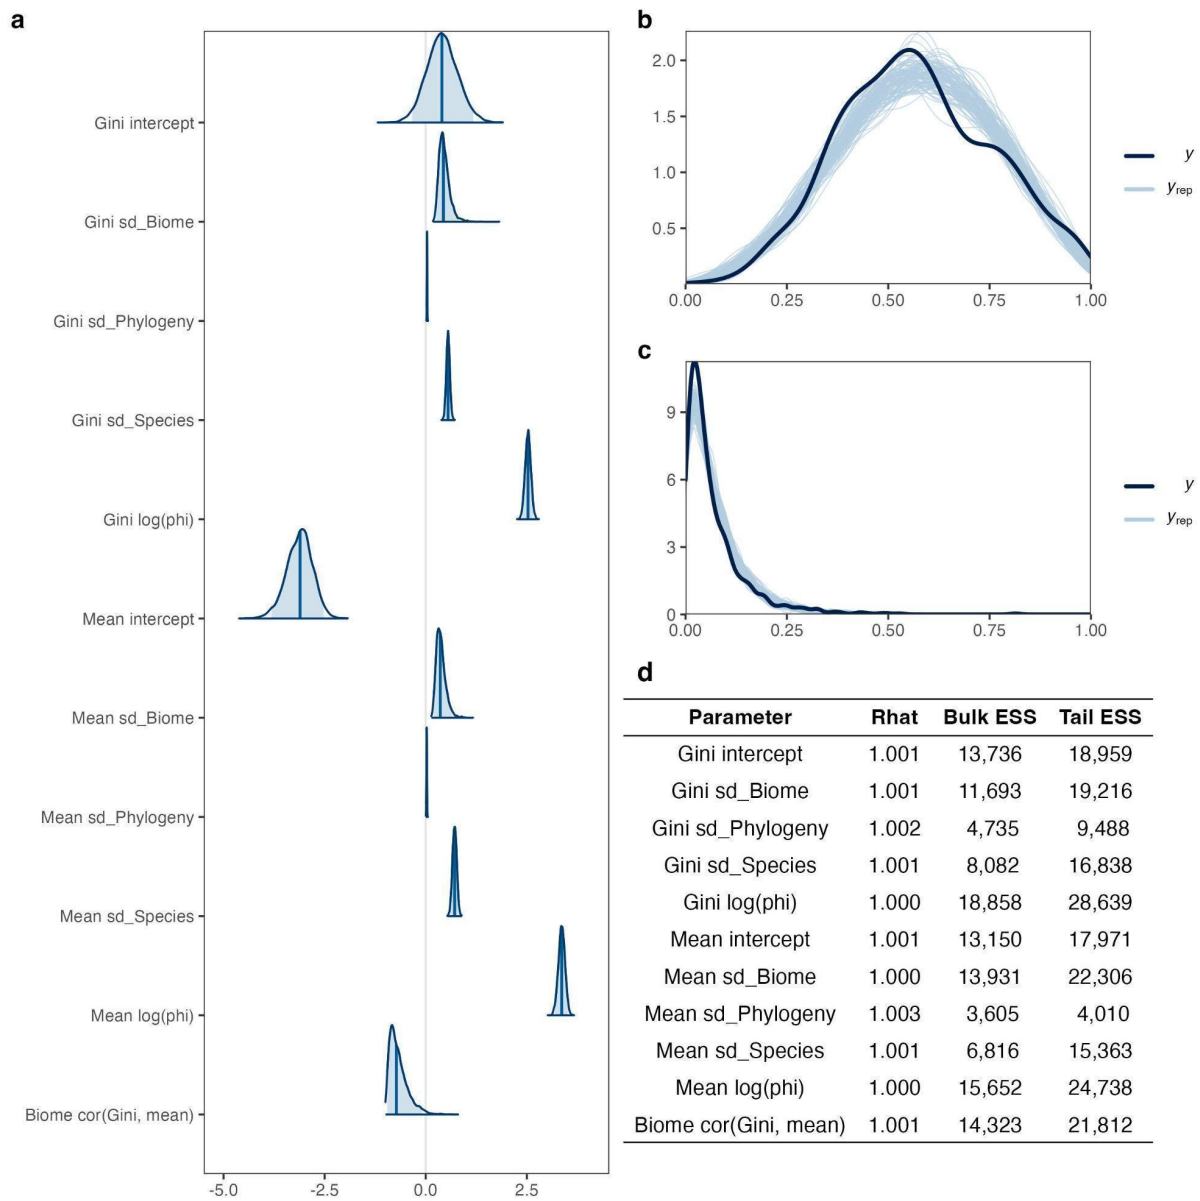 a
Gini intercept
Gini sd_Biome
Gini sd_Phylogeny
Gini sd_Species
Gini log(phi)
Mean intercept
Mean sd_Biome
Mean sd_Phylogeny
Mean sd_Species
Mean log(phi)
Biome cor(Gini, mean)
-5.0 -2.5 0.0 2.5
b
2.0
1.5
1.0
0.5
0.00 0.25 0.50 0.75 1.00
y
yrep
c
9
6
3
0
0.00 0.25 0.50 0.75 1.00
y
yrep
d
Parameter Rhat Bulk ESS Tail ESS
Gini intercept 1.001 13,736 18,959
Gini sd_Biome 1.001 11,693 19,216
Gini sd_Phylogeny 1.002 4,735 9,488
Gini sd_Species 1.001 8,082 16,838
Gini log(phi) 1.000 18,858 28,639
Mean intercept 1.001 13,150 17,971
Mean sd_Biome 1.000 13,931 22,306
Mean sd_Phylogeny 1.003 3,605 4,010
Mean sd_Species 1.001 6,816 15,363
Mean log(phi) 1.000 15,652 24,738
Biome cor(Gini, mean) 1.001 14,323 21,812